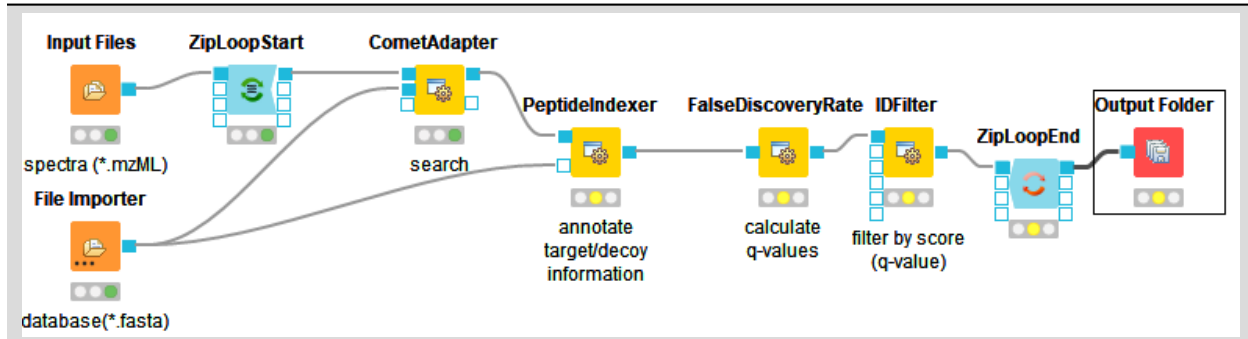 Input Files
ZipLoopStart
CometAdapter
PeptideIndexer
FalseDiscoveryRate
IDFilter
Output Folder
ZipLoopEnd
spectra (*.mzML)
search
File Importer
annotate
target/decoy
information
calculate
q-values
filter by score
(q-value)
database(*.fasta)